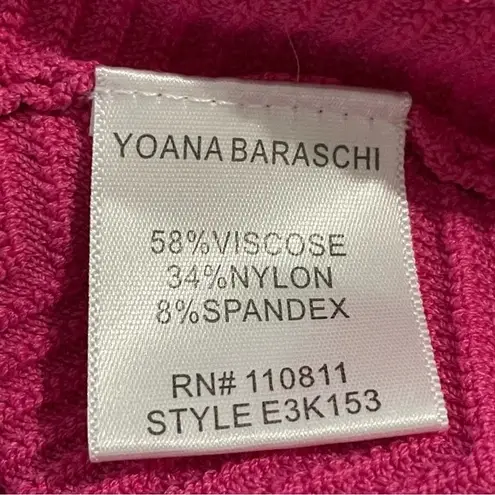 YOANA BARASCHI
58%VISCOSE
34%NYLON
8%SPANDEX
RN# 110811
STYLE E3K153